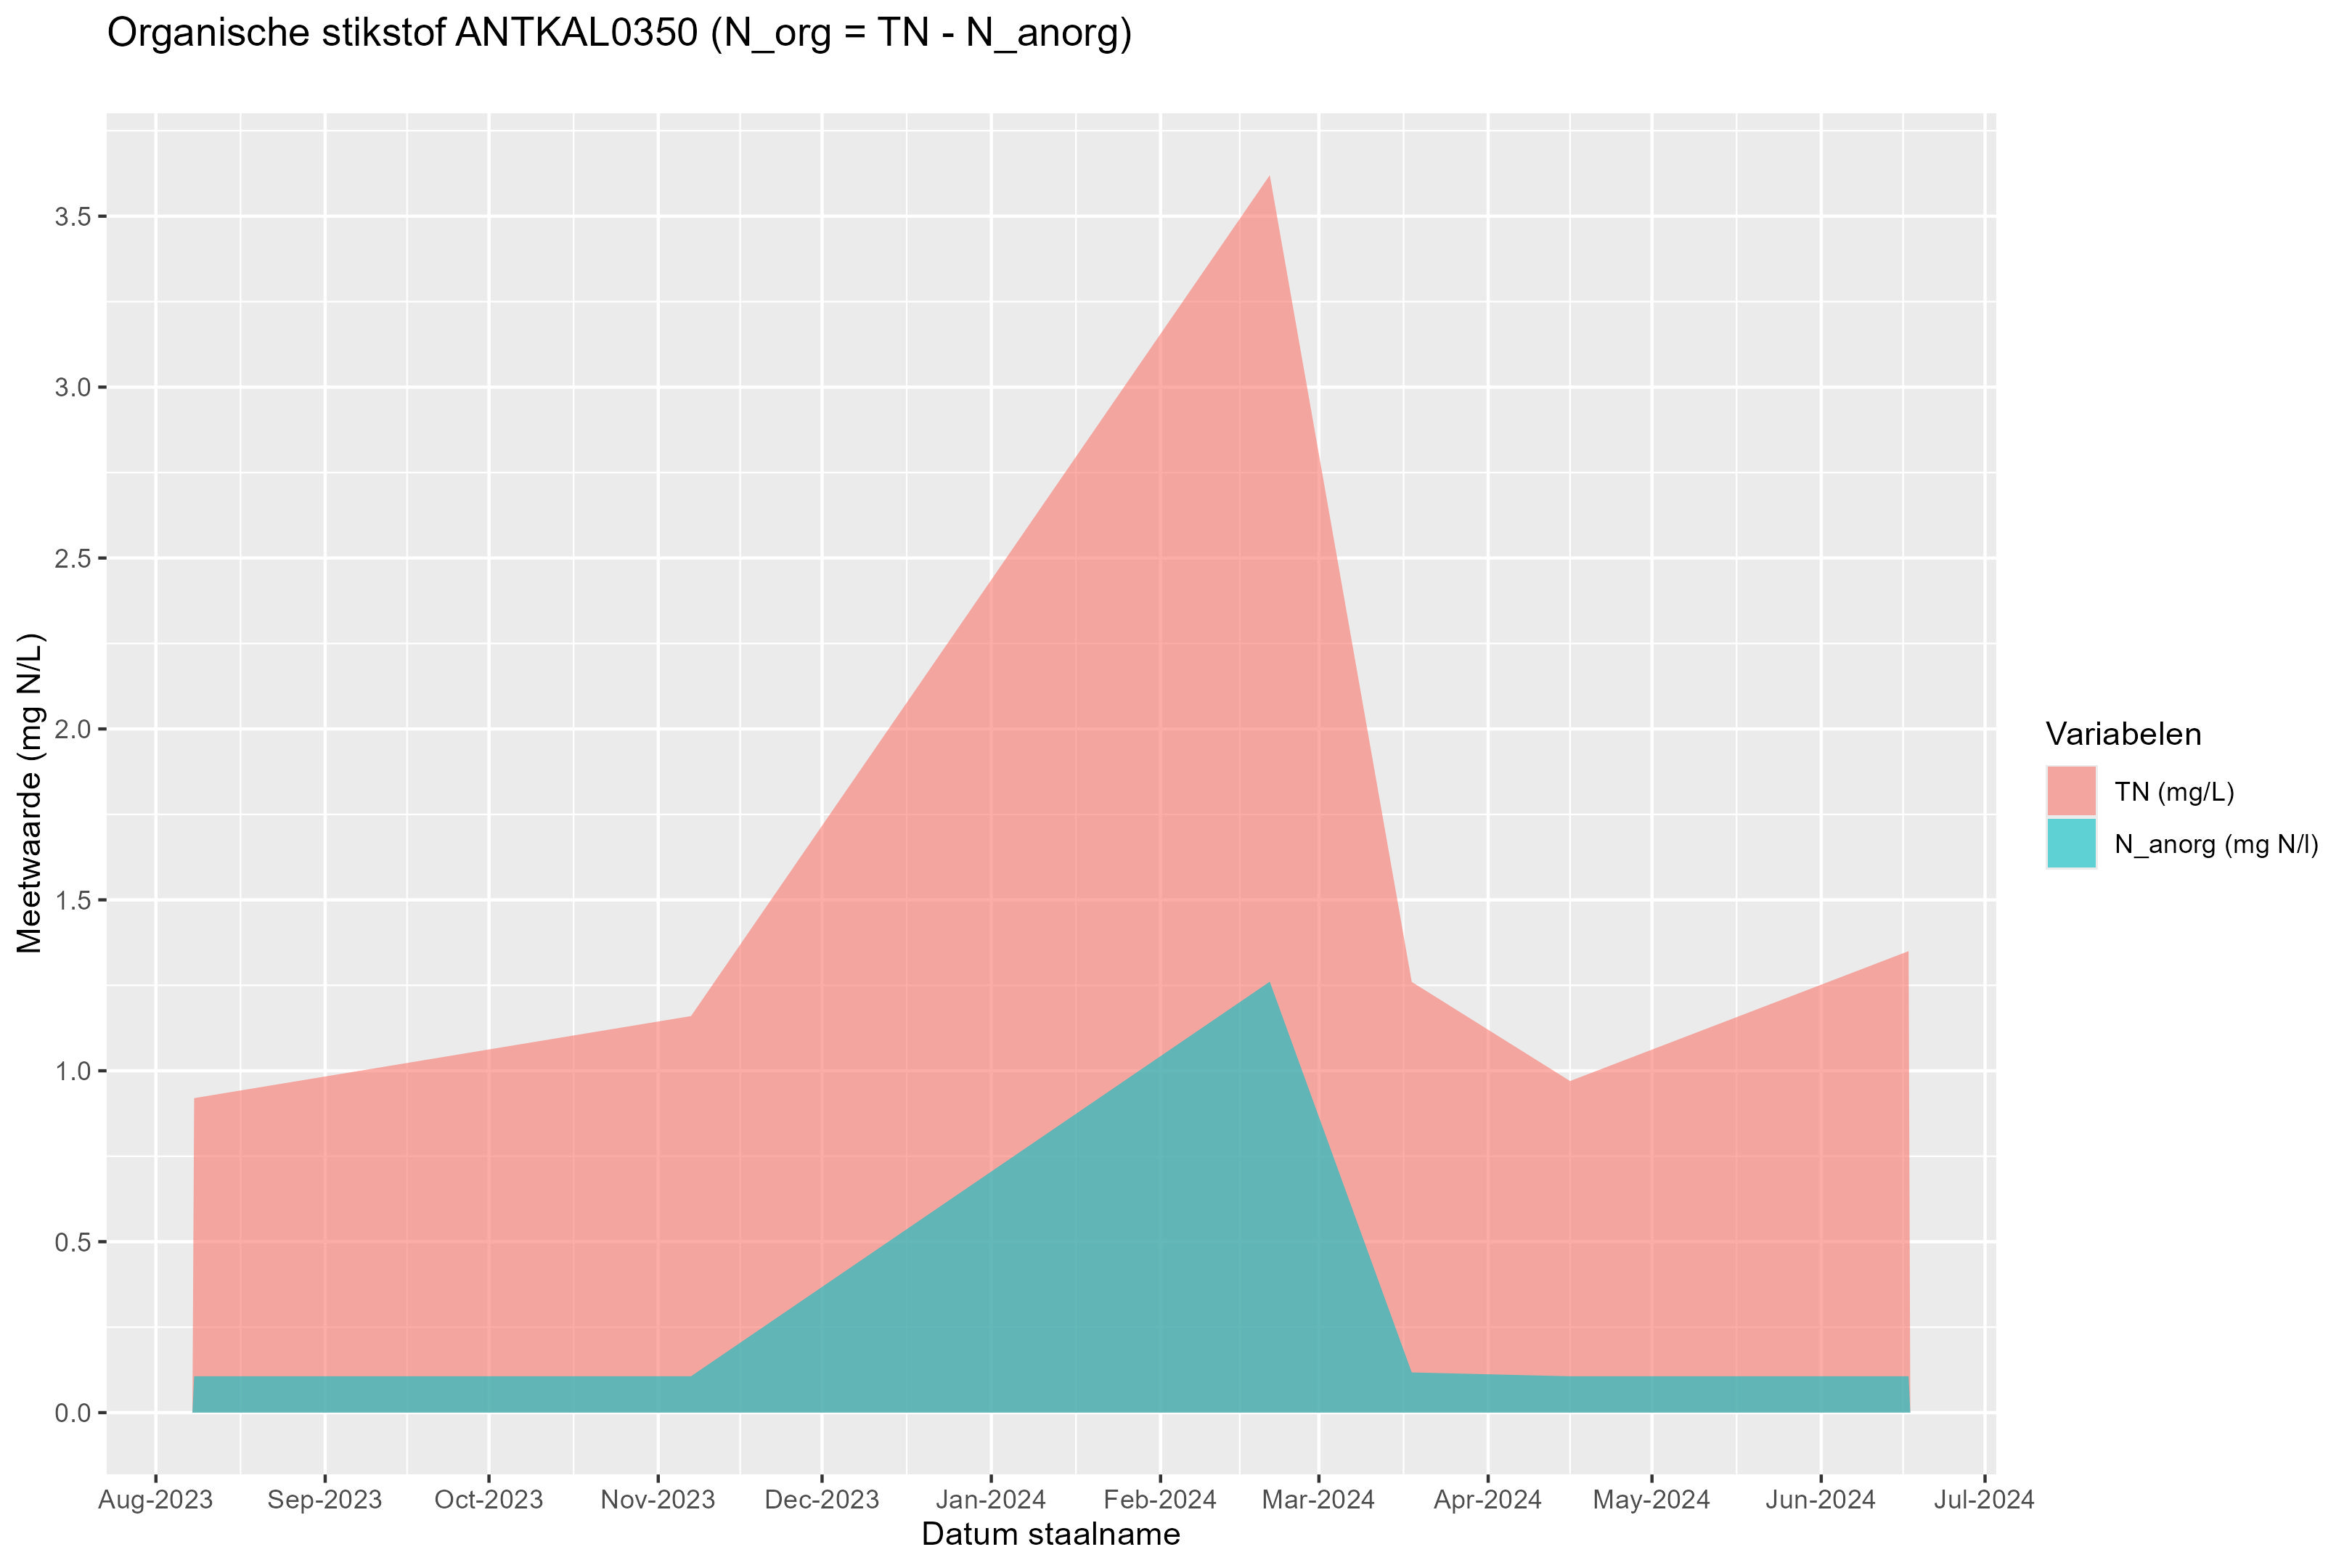 Organische stikstof ANTKAL0350 (N_org = TN - N_anorg)
Meetwaarde (mg N/L)
3.5
3.0
2.5
2.0
1.5
1.0
0.5
0.0
Aug-2023 Sep-2023 Oct-2023 Nov-2023 Dec-2023 Jan-2024 Feb-2024 Mar-2024 Apr-2024 May-2024 Jun-2024 Jul-2024
Datum staalname
Variabelen
TN (mg/L)
N_anorg (mg N/l)